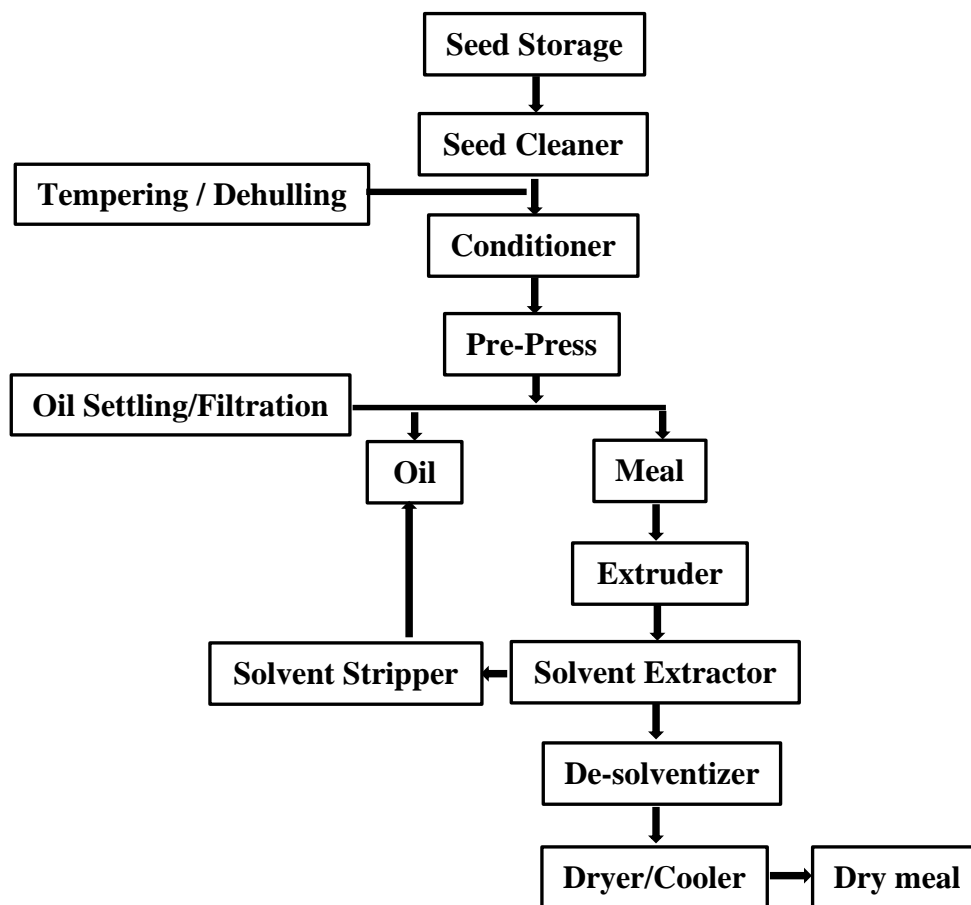 Seed Storage
Seed Cleaner
Tempering / Dehulling
Conditioner
Pre-Press
Oil Settling/Filtration
Oil
Meal
Extruder
Solvent Stripper
Solvent Extractor
De-solventizer
Dryer/Cooler
Dry meal